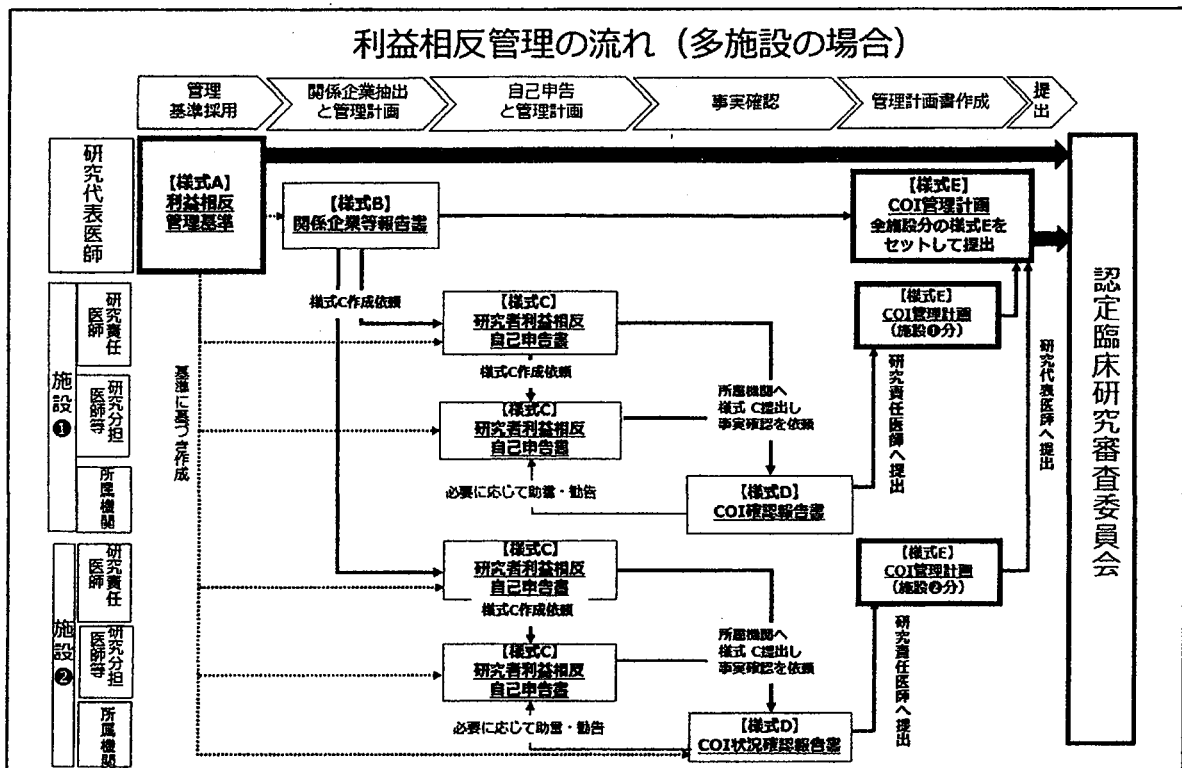 利益相反管理の流れ（多施設の場合）
管理
基準採用
関係企業抽出
と管理計画
自己申告
と管理計画
事実確認
管理計画書作成
提出
研究代表医師
【様式A】
利益相反
管理基準
【様式B】
関係企業等報告書
【様式E】
COI管理計画
全施設分の様式Eを
セットして提出
認定臨床研究審査委員会
施設❶
研究責任
医師
様式C作成依頼
【様式C】
研究者利益相反
自己申告書
様式C作成依頼
【様式E】
COI管理計画
（施設❶分）
研究分担
医師等
基準に基づき作成
【様式C】
研究者利益相反
自己申告書
所属機関へ
様式 C提出し
事実確認を依頼
研究責任医師へ提出
研究代表医師へ提出
所属機関
必要に応じて助言・勧告
【様式D】
COI確認報告書
施設❷
研究責任
医師
【様式C】
研究者利益相反
自己申告書
様式C作成依頼
【様式E】
COI管理計画
（施設❷分）
研究分担
医師等
【様式C】
研究者利益相反
自己申告書
所属機関へ
様式 C提出し
事実確認を依頼
研究責任医師へ提出
所属機関
必要に応じて助言・勧告
【様式D】
COI状況確認報告書